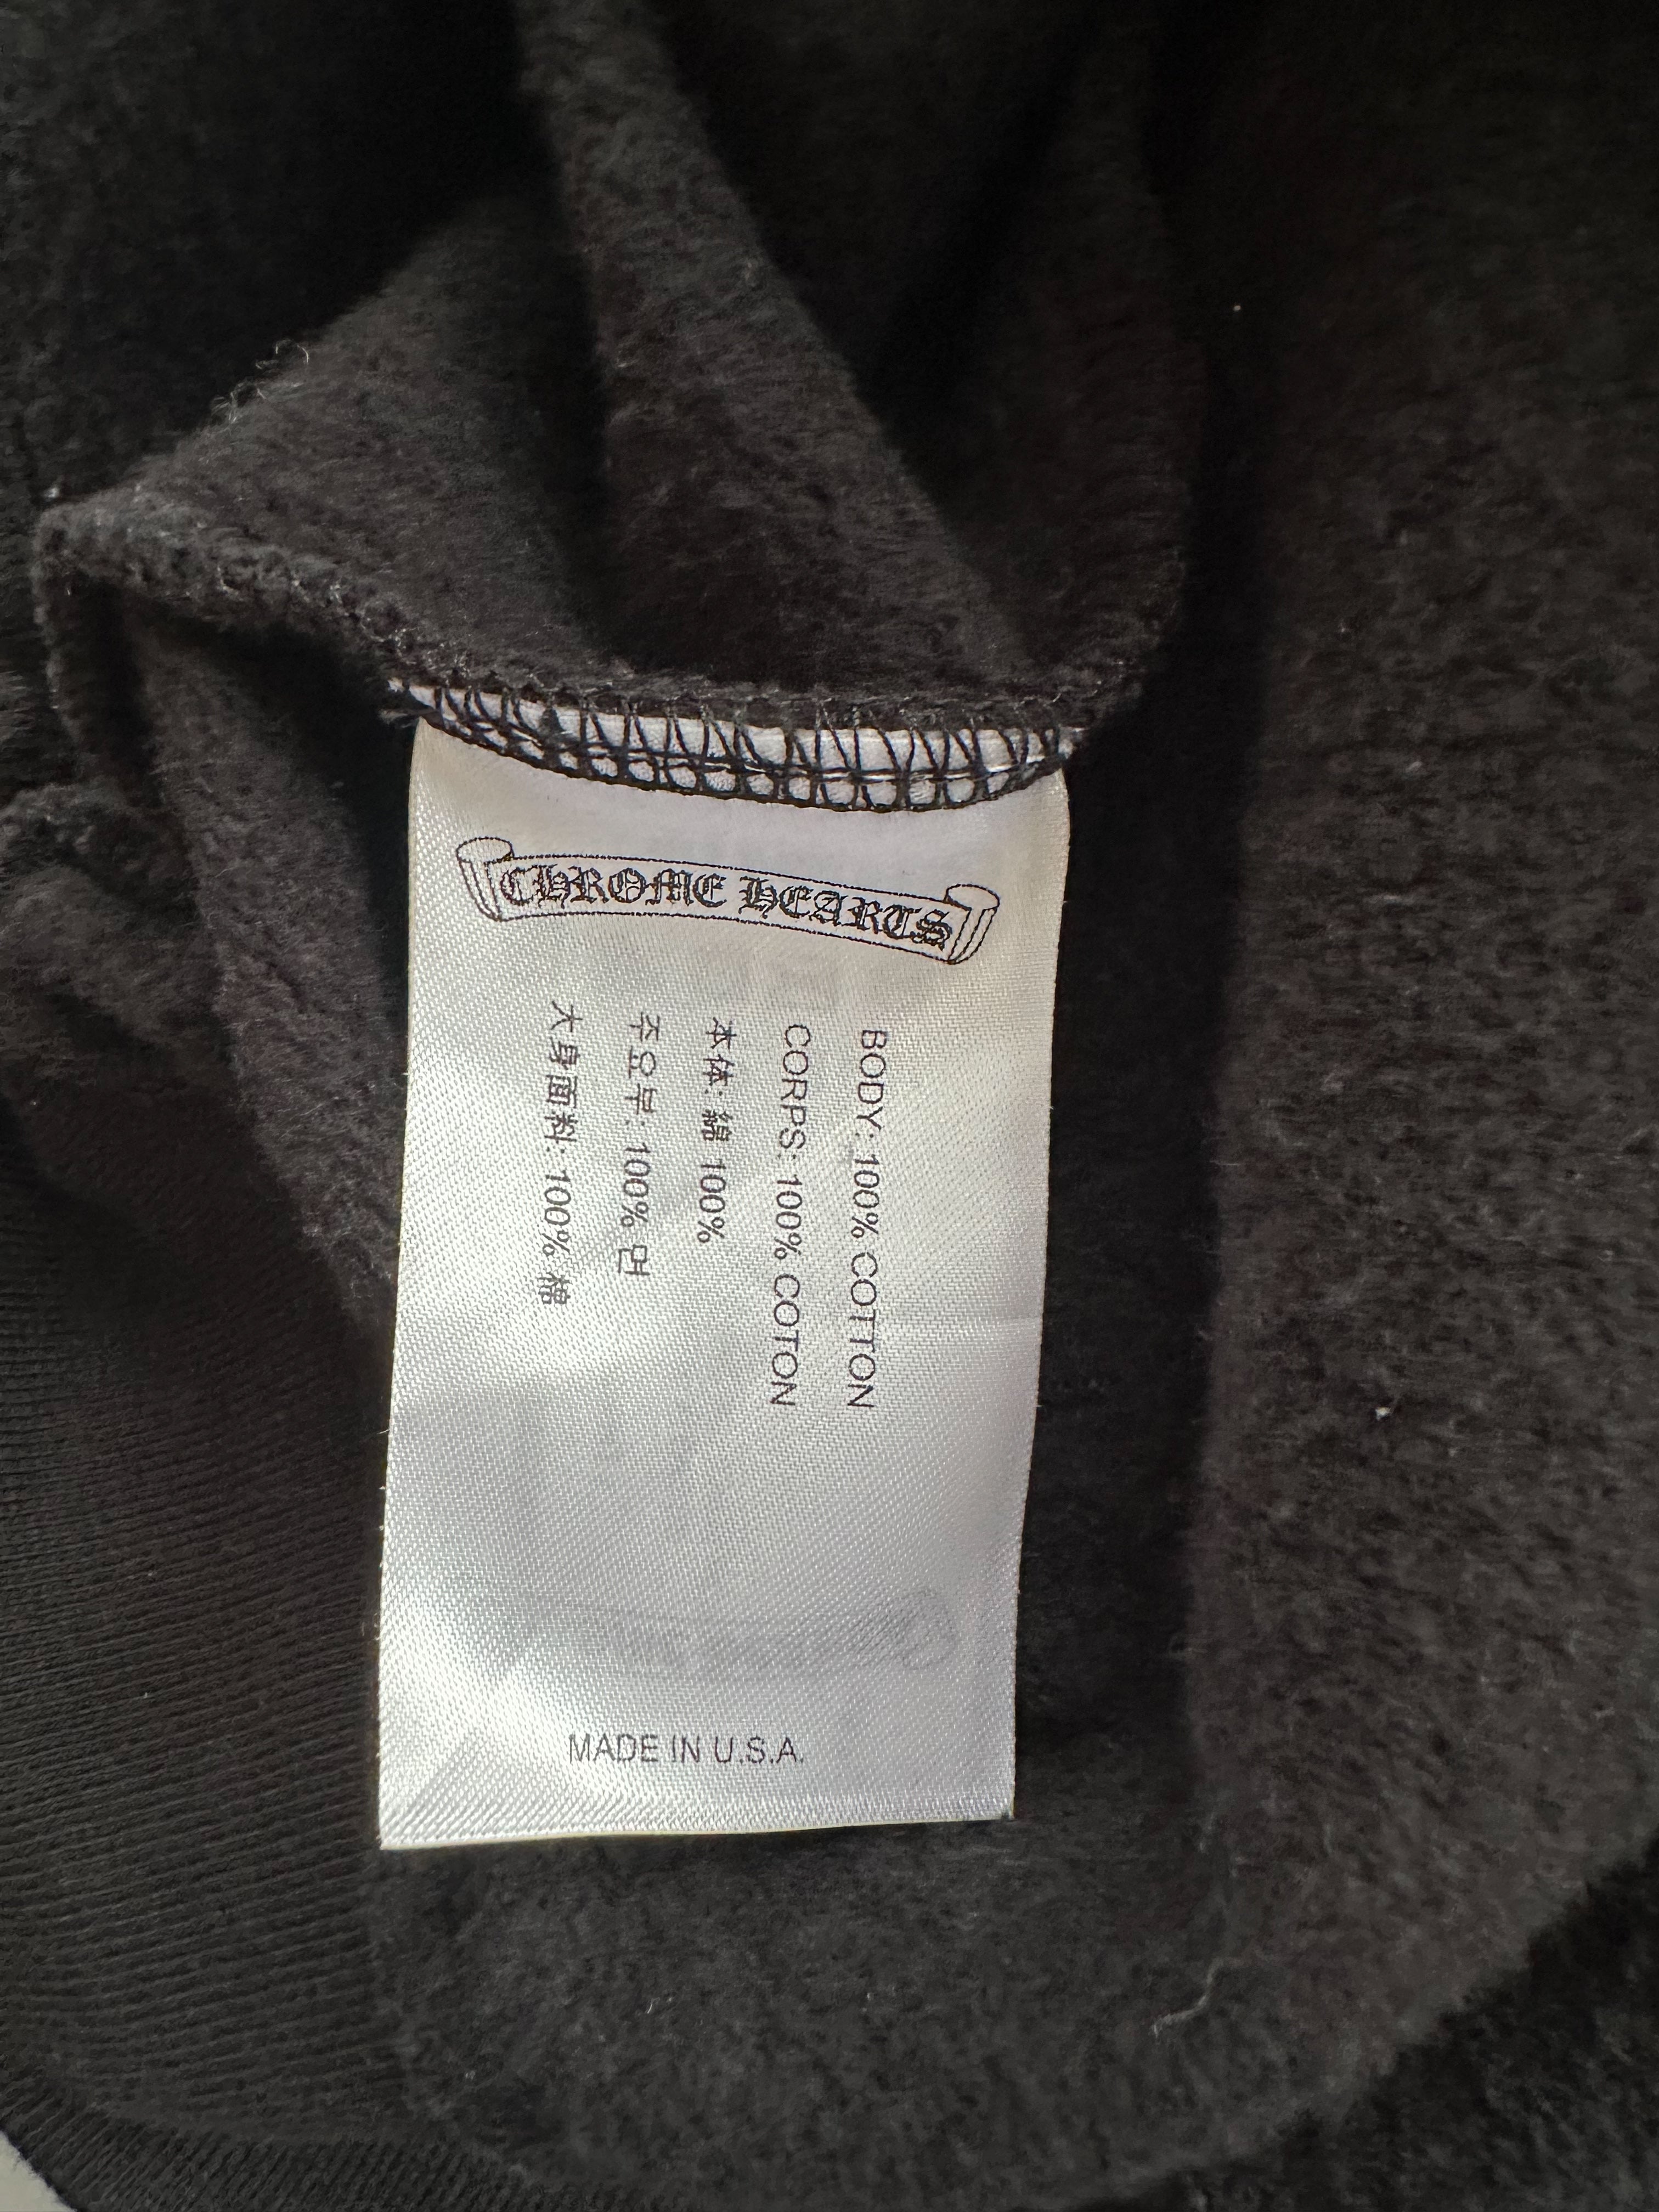 CHROME HEARTS
BODY: 100% COTTON
CORPS: 100% COTON
本体: 綿 100%
주요부: 100% 면
大身面料: 100% 棉
MADE IN U.S.A.